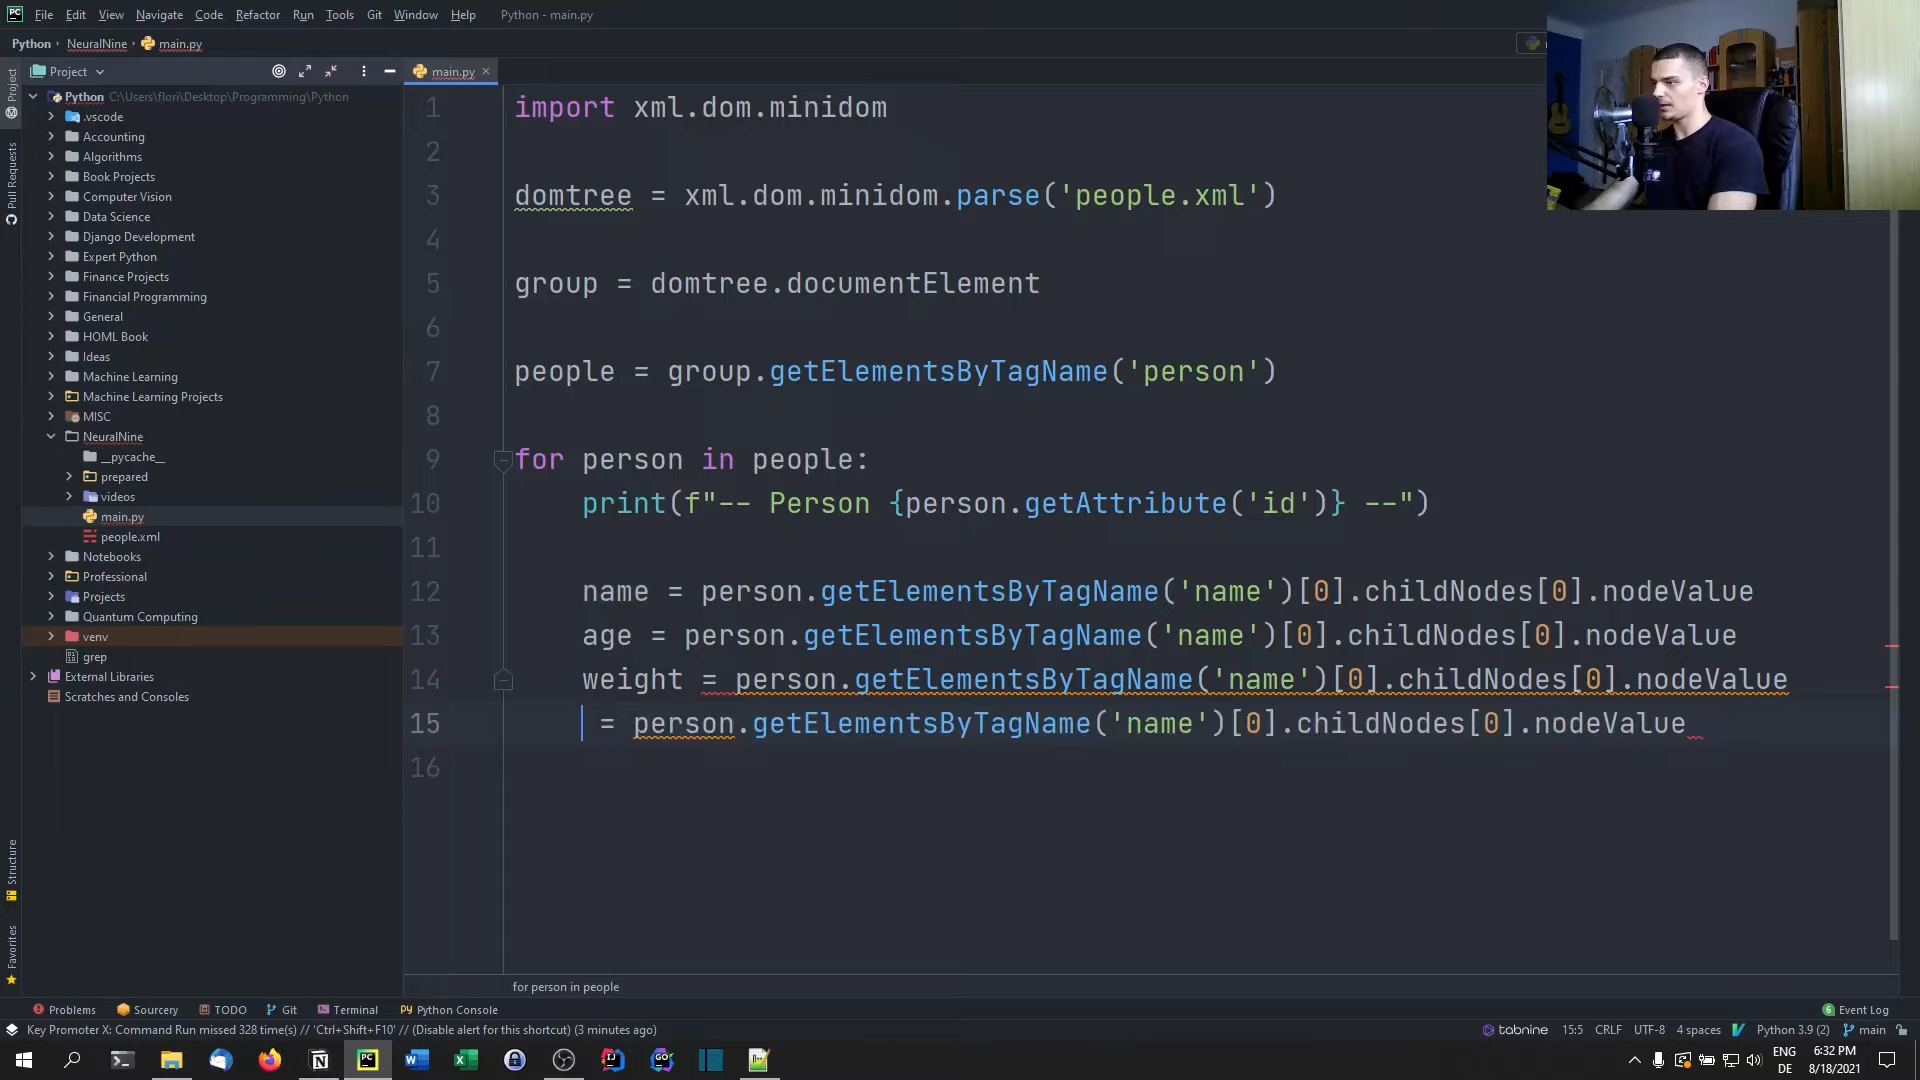 File Edit View Navigate Code Refactor Run Tools Git Window Help Python - main.py
Python NeuralNine main.py
Project
main.py
Python C:\Users\flori\Desktop\Programming\Python
.vscode
Accounting
Algorithms
Book Projects
Computer Vision
Data Science
Django Development
Expert Python
Finance Projects
Financial Programming
General
HOML Book
Ideas
Machine Learning
Machine Learning Projects
MISC
NeuralNine
__pycache__
prepared
videos
main.py
people.xml
Notebooks
Professional
Projects
Quantum Computing
venv
grep
External Libraries
Scratches and Consoles
Project
Pull Requests
Structure
Favorites
1 import xml.dom.minidom
2
3 domtree = xml.dom.minidom.parse('people.xml')
4
5 group = domtree.documentElement
6
7 people = group.getElementsByTagName('person')
8
9 for person in people:
10 print(f"-- Person {person.getAttribute('id')} --")
11
12 name = person.getElementsByTagName('name')[0].childNodes[0].nodeValue
13 age = person.getElementsByTagName('name')[0].childNodes[0].nodeValue
14 weight = person.getElementsByTagName('name')[0].childNodes[0].nodeValue
15 = person.getElementsByTagName('name')[0].childNodes[0].nodeValue
16
for person in people
Problems Sourcery TODO Git Terminal Python Console Event Log
Key Promoter X: Command Run missed 328 time(s) // 'Ctrl+Shift+F10' // (Disable alert for this shortcut) (3 minutes ago) tabnine 15:5 CRLF UTF-8 4 spaces Python 3.9 (2) main
ENG 6:32 PM
DE 8/18/2021